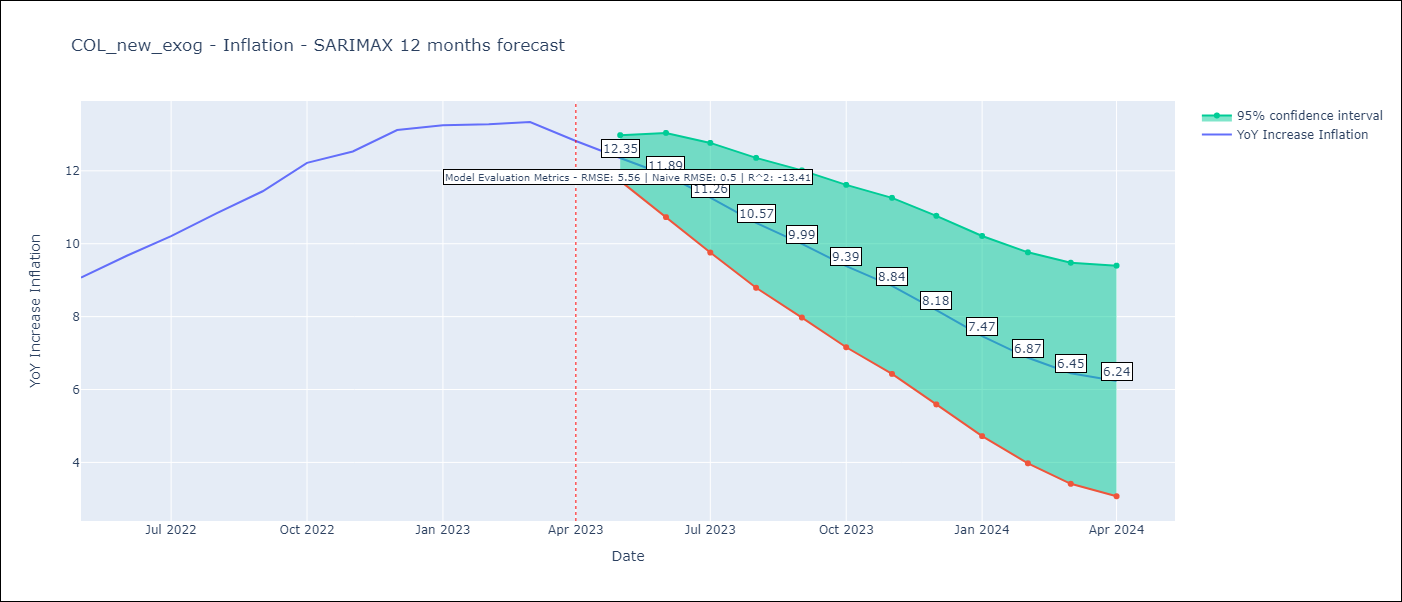 COL_new_exog - Inflation - SARIMAX 12 months forecast
95% confidence interval
YoY Increase Inflation
YoY Increase Inflation
12
10
8
6
4
12.35
11.89
Model Evaluation Metrics - RMSE: 5.56 | Naive RMSE: 0.5 | R^2: -13.41
11.26
10.57
9.99
9.39
8.84
8.18
7.47
6.87
6.45
6.24
Jul 2022
Oct 2022
Jan 2023
Apr 2023
Jul 2023
Oct 2023
Jan 2024
Apr 2024
Date